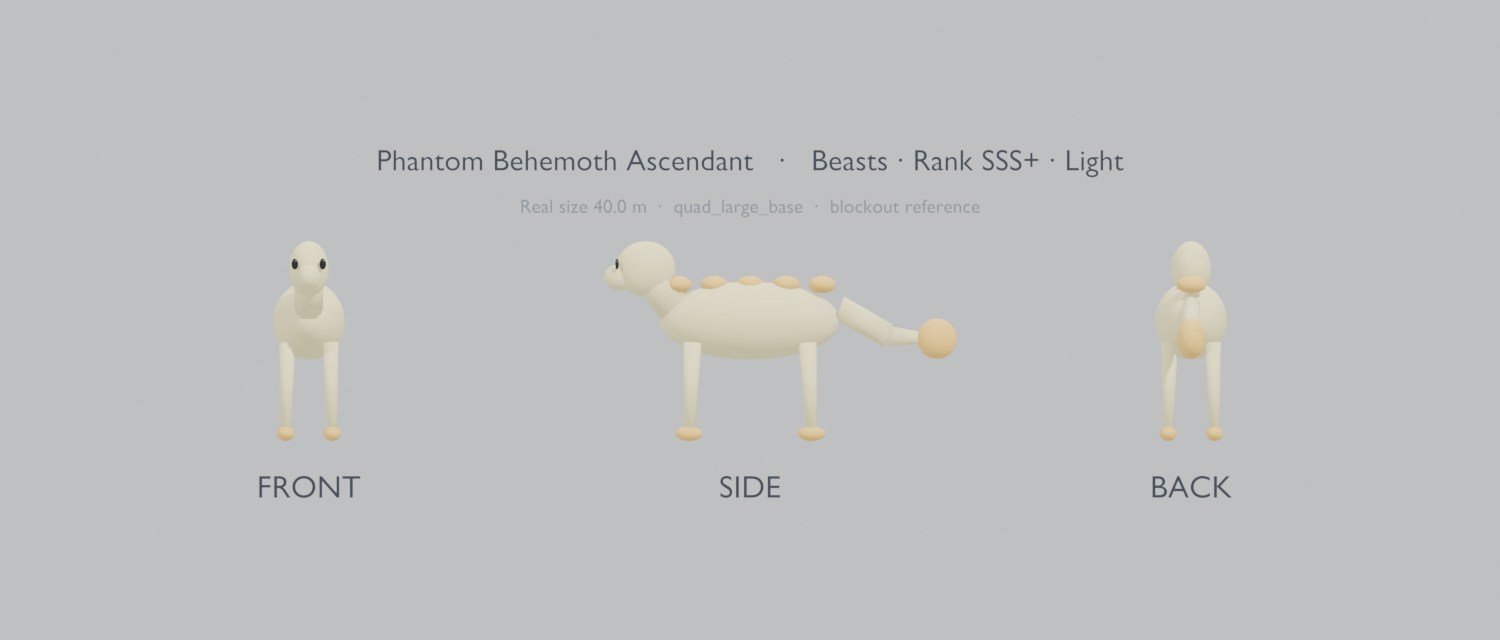 Phantom Behemoth Ascendant · Beasts · Rank SSS+ · Light
Real size 40.0 m · quad_large_base · blockout reference
FRONT SIDE BACK